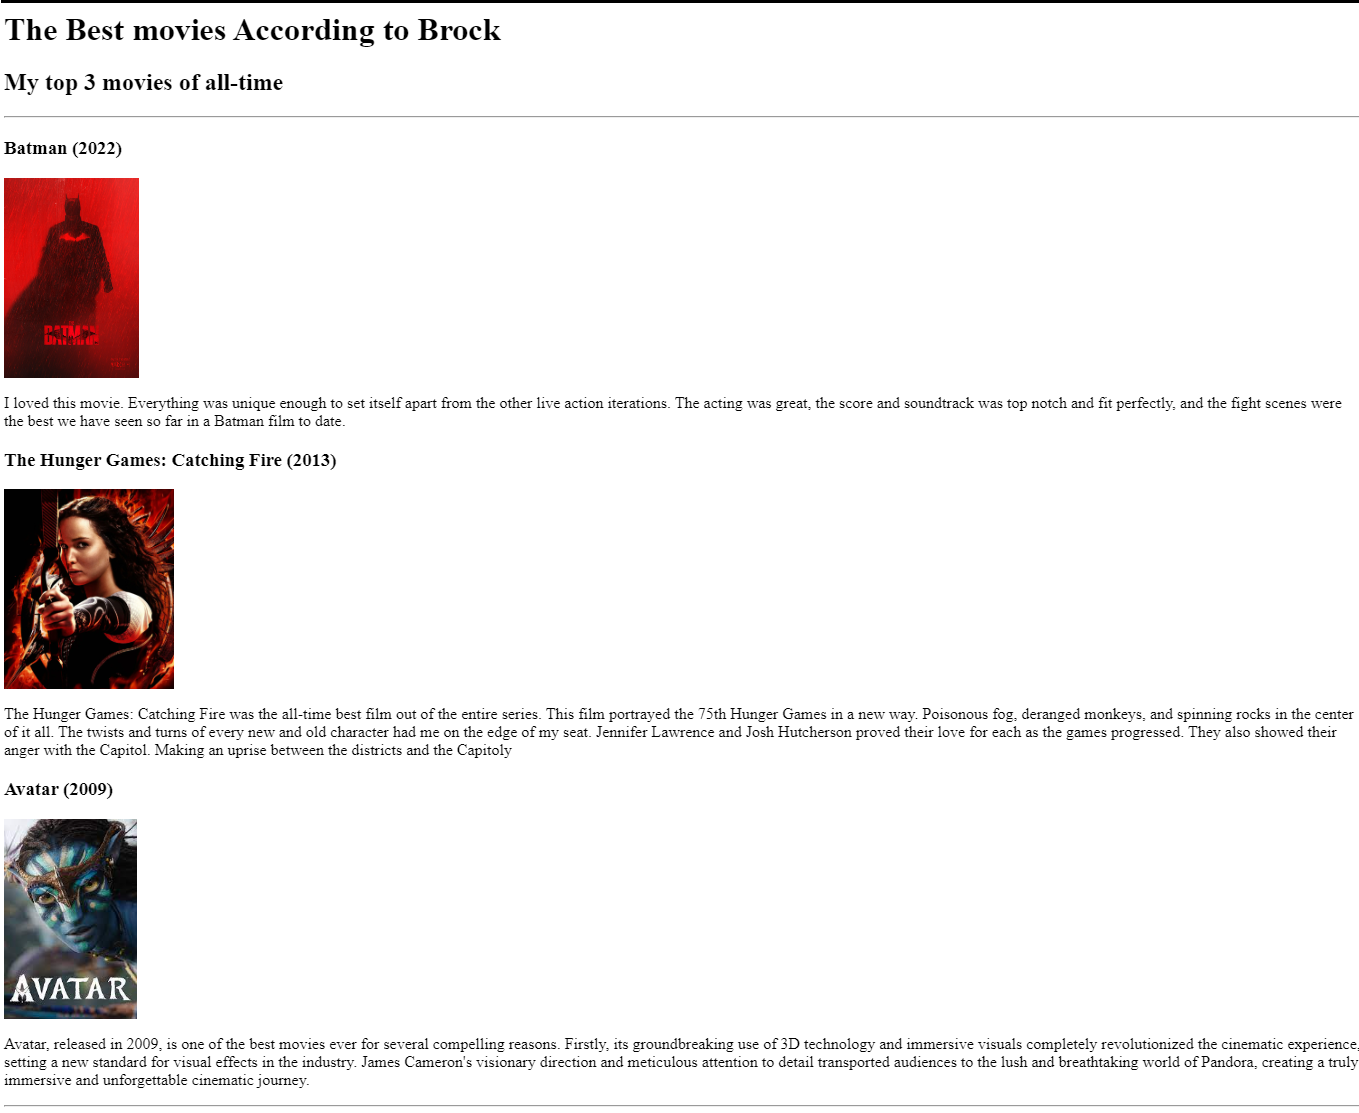 The Best movies According to Brock
My top 3 movies of all-time
Batman (2022)
BATMAN
I loved this movie. Everything was unique enough to set itself apart from the other live action iterations. The acting was great, the score and soundtrack was top notch and fit perfectly, and the fight scenes were
the best we have seen so far in a Batman film to date.
The Hunger Games: Catching Fire (2013)
The Hunger Games: Catching Fire was the all-time best film out of the entire series. This film portrayed the 75th Hunger Games in a new way. Poisonous fog, deranged monkeys, and spinning rocks in the center
of it all. The twists and turns of every new and old character had me on the edge of my seat. Jennifer Lawrence and Josh Hutcherson proved their love for each as the games progressed. They also showed their
anger with the Capitol. Making an uprise between the districts and the Capitoly
Avatar (2009)
AVATAR
Avatar, released in 2009, is one of the best movies ever for several compelling reasons. Firstly, its groundbreaking use of 3D technology and immersive visuals completely revolutionized the cinematic experience,
setting a new standard for visual effects in the industry. James Cameron's visionary direction and meticulous attention to detail transported audiences to the lush and breathtaking world of Pandora, creating a truly
immersive and unforgettable cinematic journey.